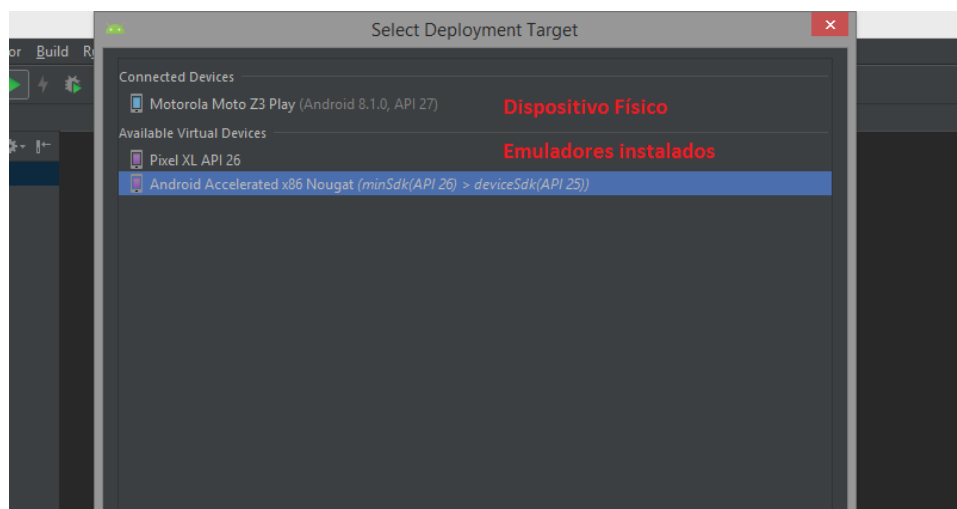 Select Deployment Target
or Build R
Connected Devices
Motorola Moto Z3 Play (Android 8.1.0, API 27)
Dispositivo Físico
Available Virtual Devices
Emuladores instalados
Pixel XL API 26
Android Accelerated x86 Nougat (minSdk(API 26) > deviceSdk(API 25))